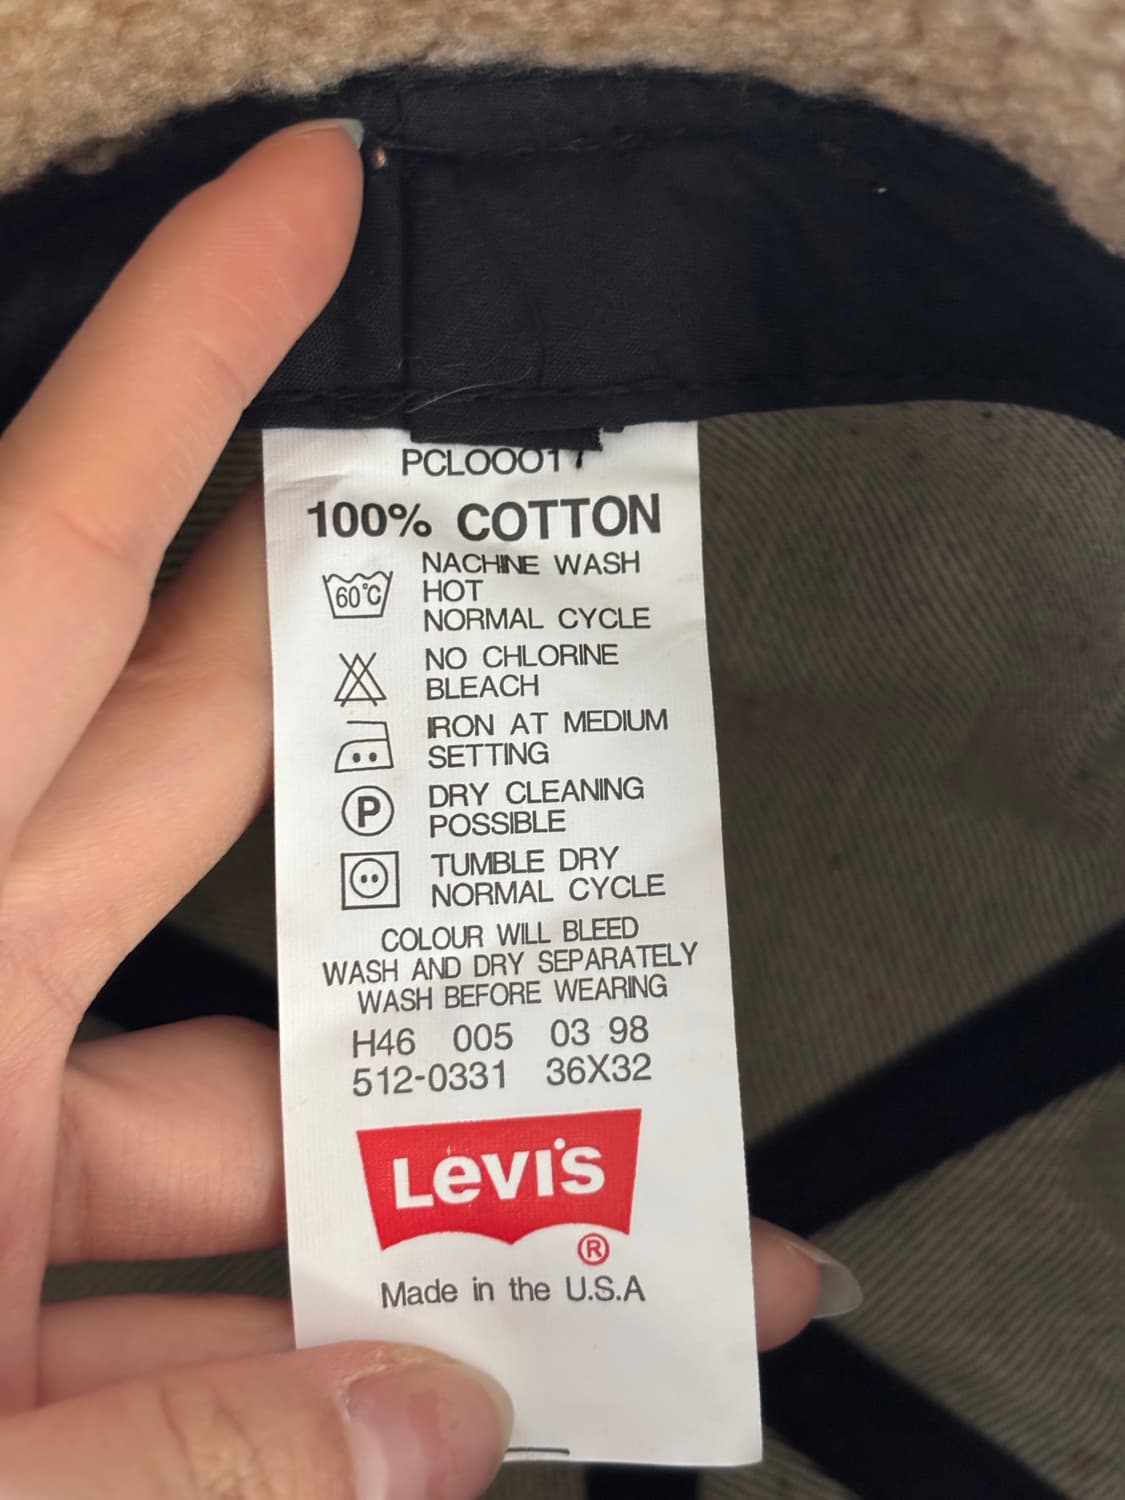 PCL00017
100% COTTON
60°C
NACHINE WASH
HOT
NORMAL CYCLE
NO CHLORINE
BLEACH
IRON AT MEDIUM
SETTING
P
DRY CLEANING
POSSIBLE
TUMBLE DRY
NORMAL CYCLE
COLOUR WILL BLEED
WASH AND DRY SEPARATELY
WASH BEFORE WEARING
H46 005 03 98
512-0331 36X32
LEVI'S
®
Made in the U.S.A